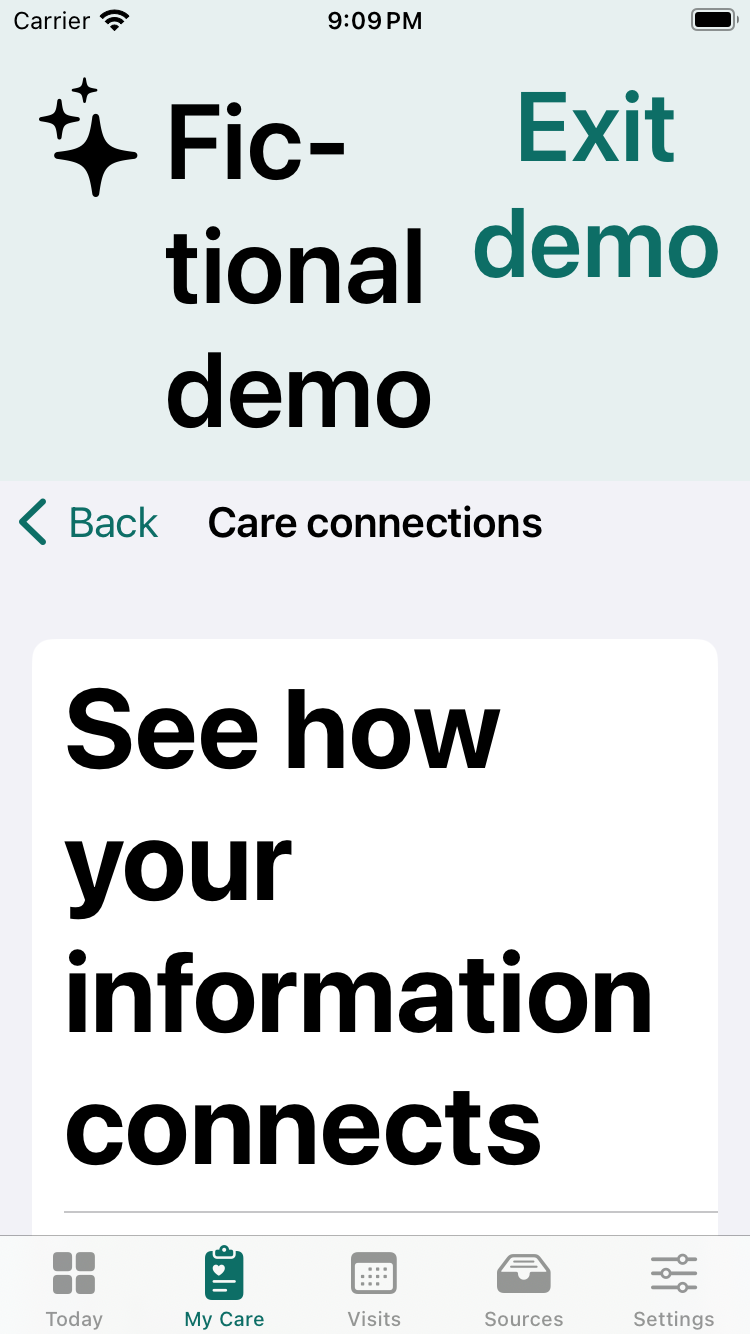 Carrier 9:09 PM
Fic-
tional
demo
Exit
demo
Back Care connections
See how
your
information
connects
Today My Care Visits Sources Settings